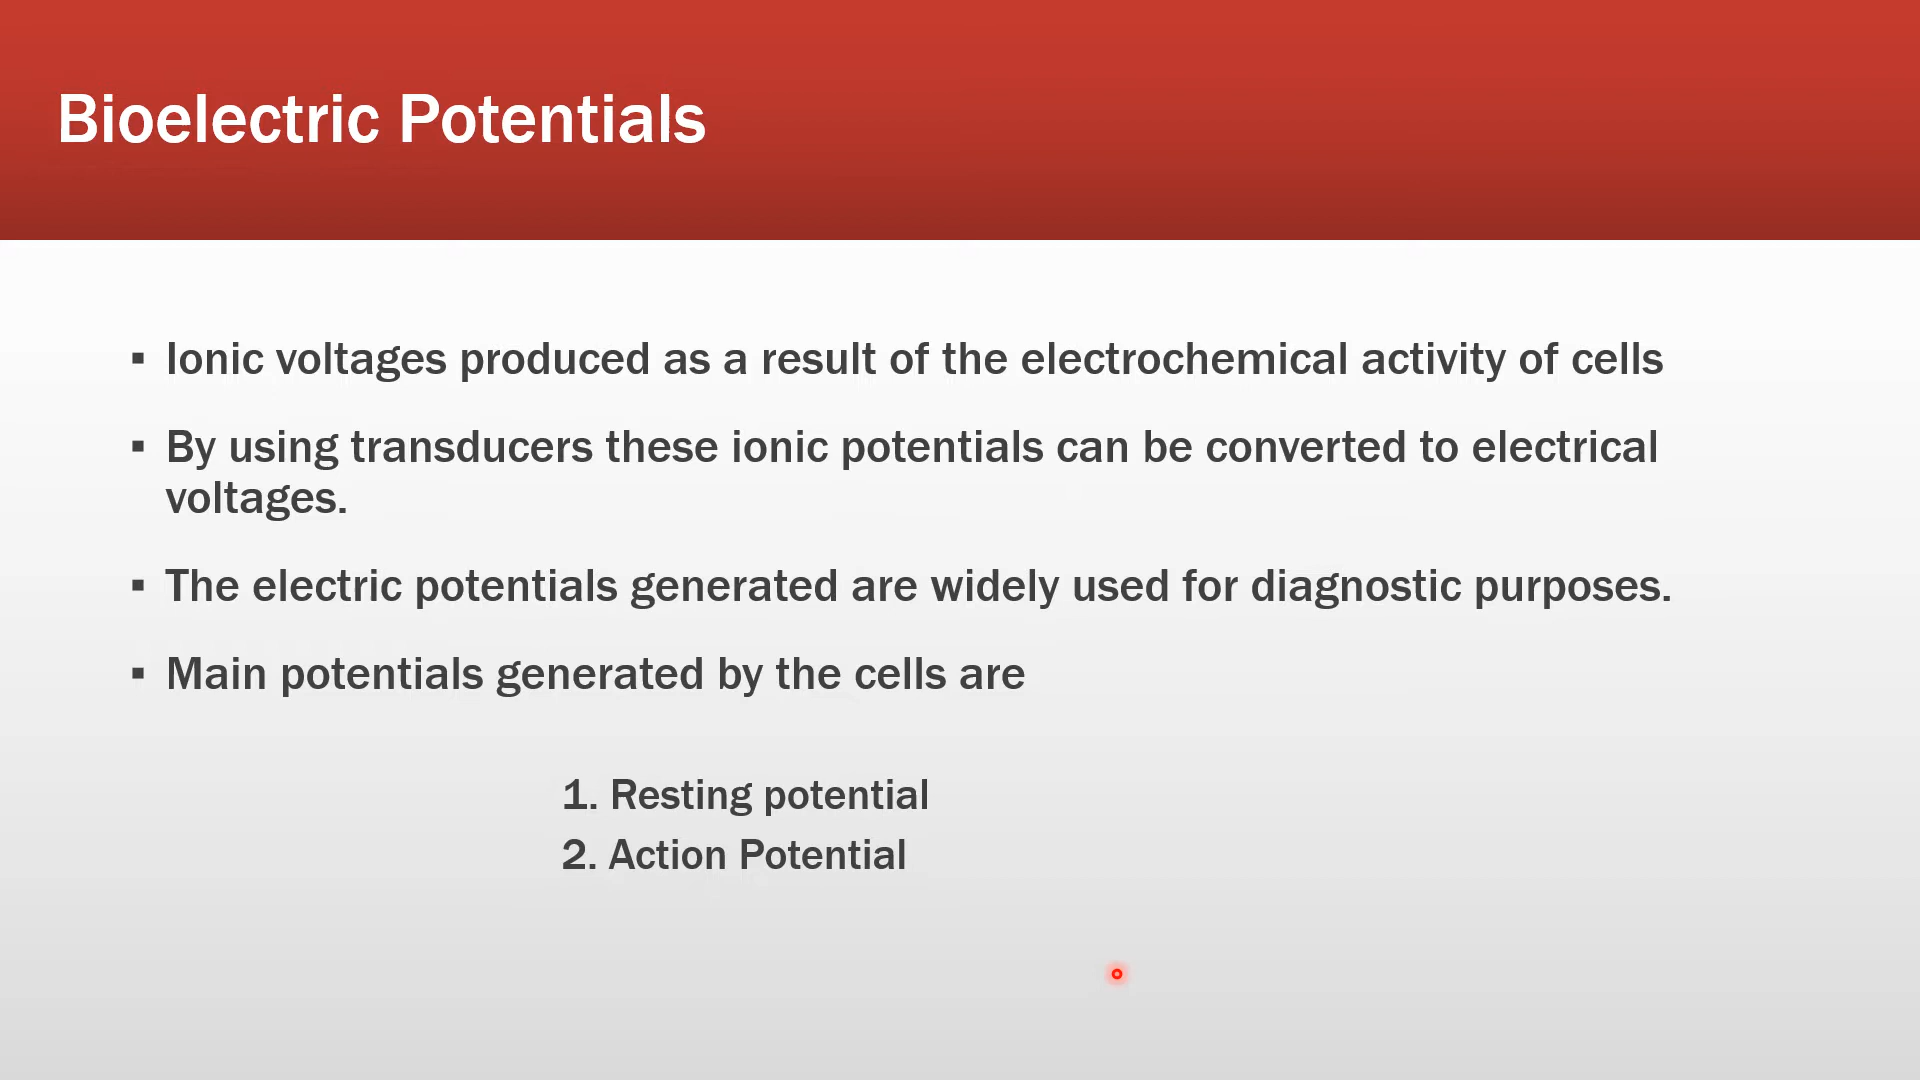 Bioelectric Potentials
▪ Ionic voltages produced as a result of the electrochemical activity of cells
▪ By using transducers these ionic potentials can be converted to electrical
voltages.
▪ The electric potentials generated are widely used for diagnostic purposes.
▪ Main potentials generated by the cells are
1. Resting potential
2. Action Potential